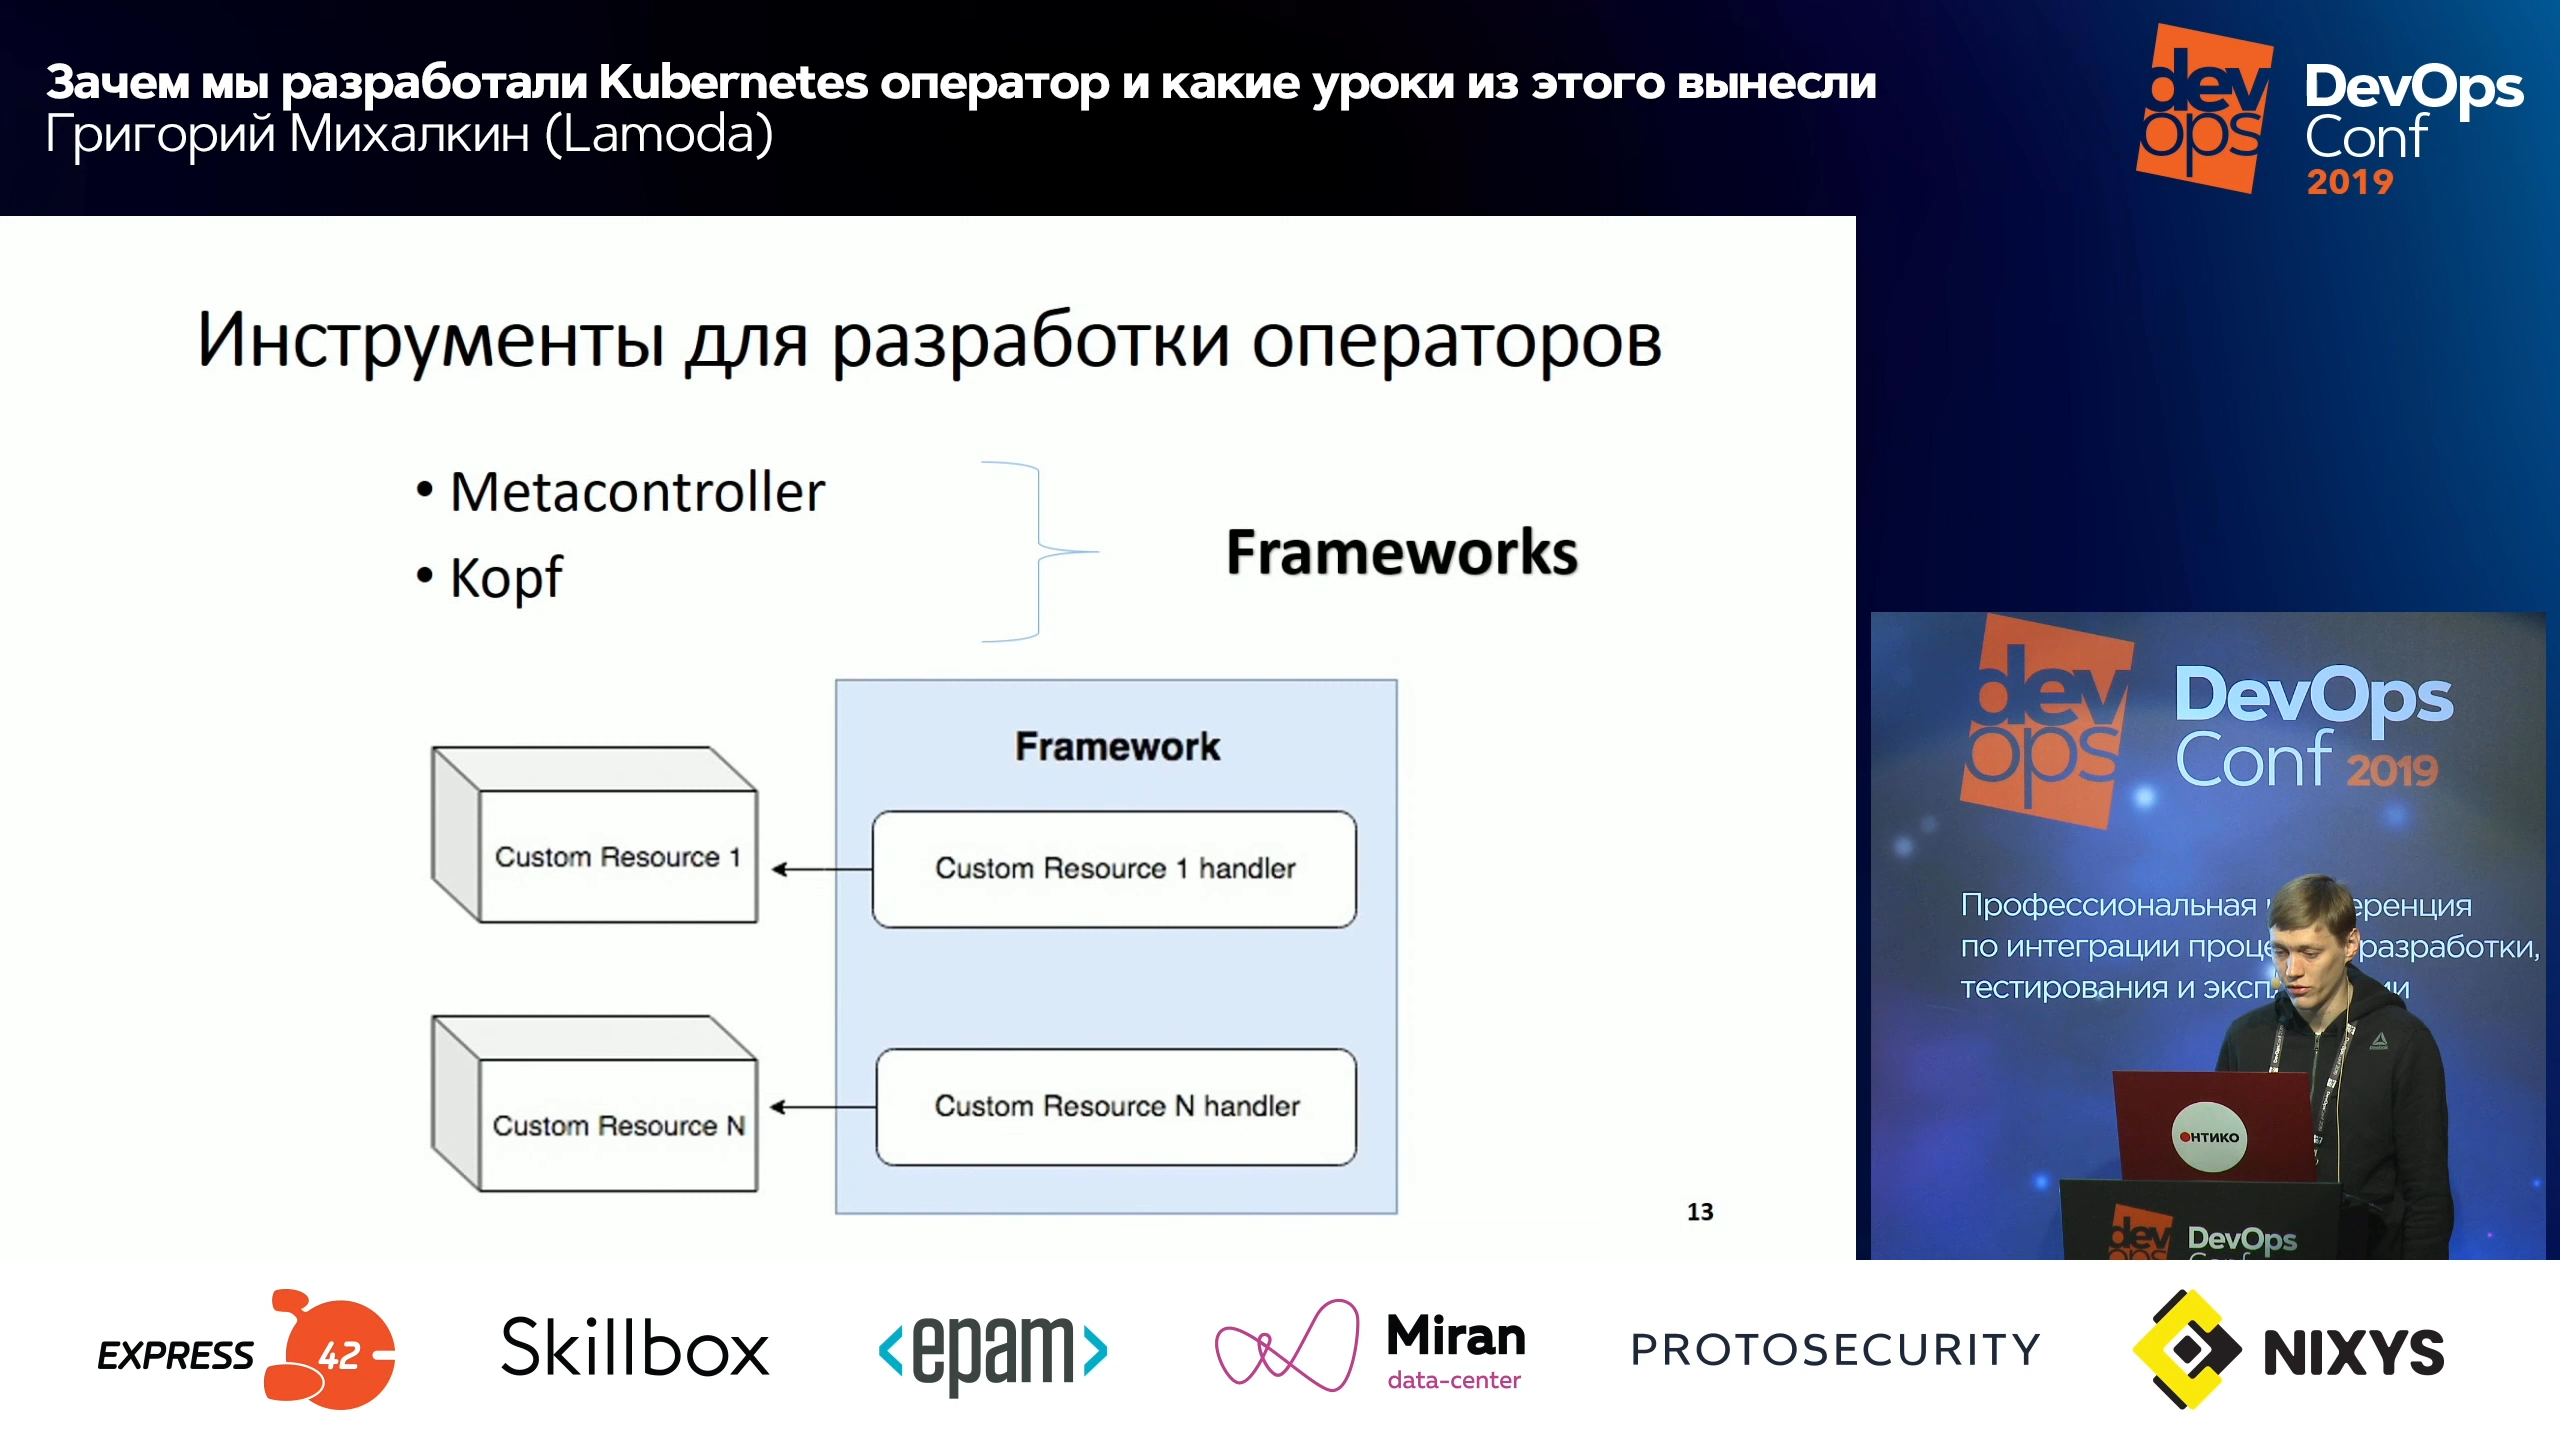 Зачем мы разработали Kubernetes оператор и какие уроки из этого вынесли
Григорий Михалкин (Lamoda)
dev
ops
DevOps
Conf
2019
Инструменты для разработки операторов
• Metacontroller
• Kopf
Frameworks
Framework
Custom Resource 1
Custom Resource 1 handler
Custom Resource N
Custom Resource N handler
13
dev
ops
DevOps
Conf 2019
Профессиональная
по интеграции разработки,
тестирования и
ОНТИКО
dev
ops
DevOps
EXPRESS 42
Skillbox
<epam>
Miran
data-center
PROTOSECURITY
NIXYS